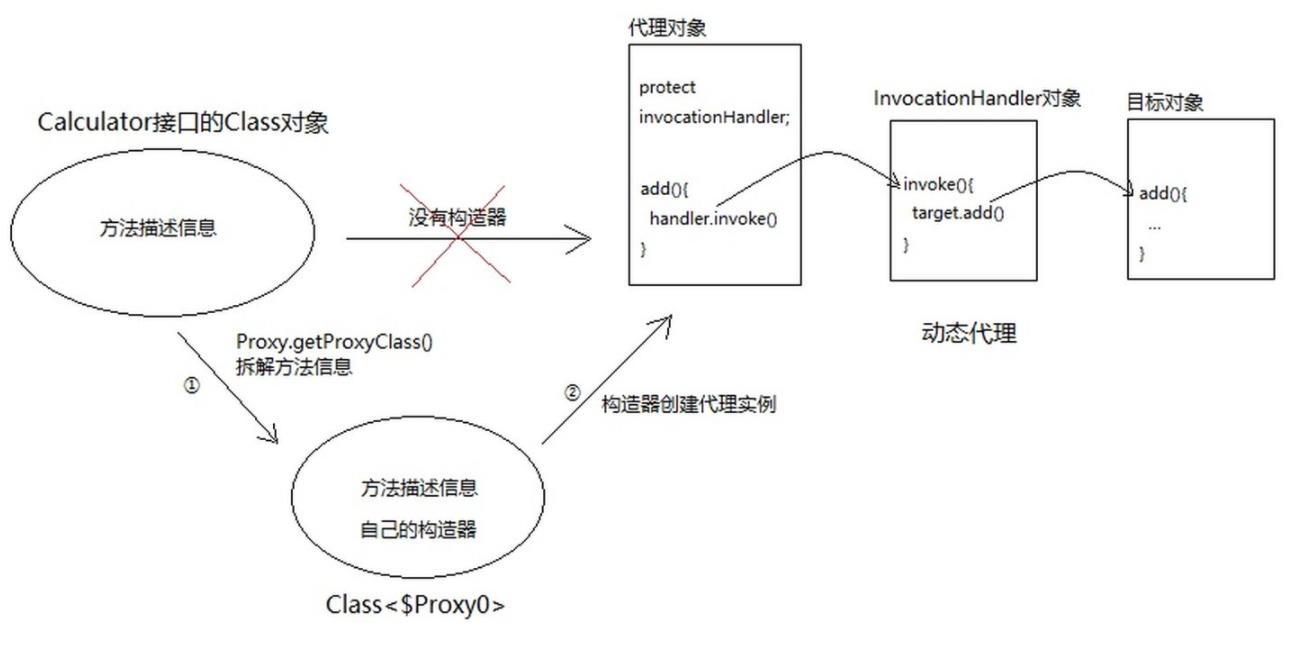 代理对象
protect
invocationHandler;
add(){
handler.invoke()
}
InvocationHandler对象
invoke(){
target.add()
}
目标对象
add(){
...
}
动态代理
Calculator接口的Class对象
方法描述信息
没有构造器
Proxy.getProxyClass()
拆解方法信息
①
②
构造器创建代理实例
方法描述信息
自己的构造器
Class<$Proxy0>